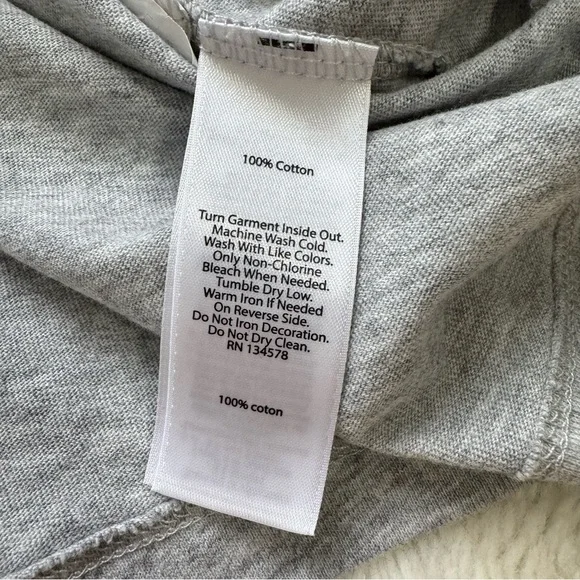 100% Cotton
Turn Garment Inside Out.
Machine Wash Cold.
Wash With Like Colors.
Only Non-Chlorine
Bleach When Needed.
Tumble Dry Low.
Warm Iron If Needed
On Reverse Side.
Do Not Iron Decoration.
Do Not Dry Clean.
RN 134578
100% coton